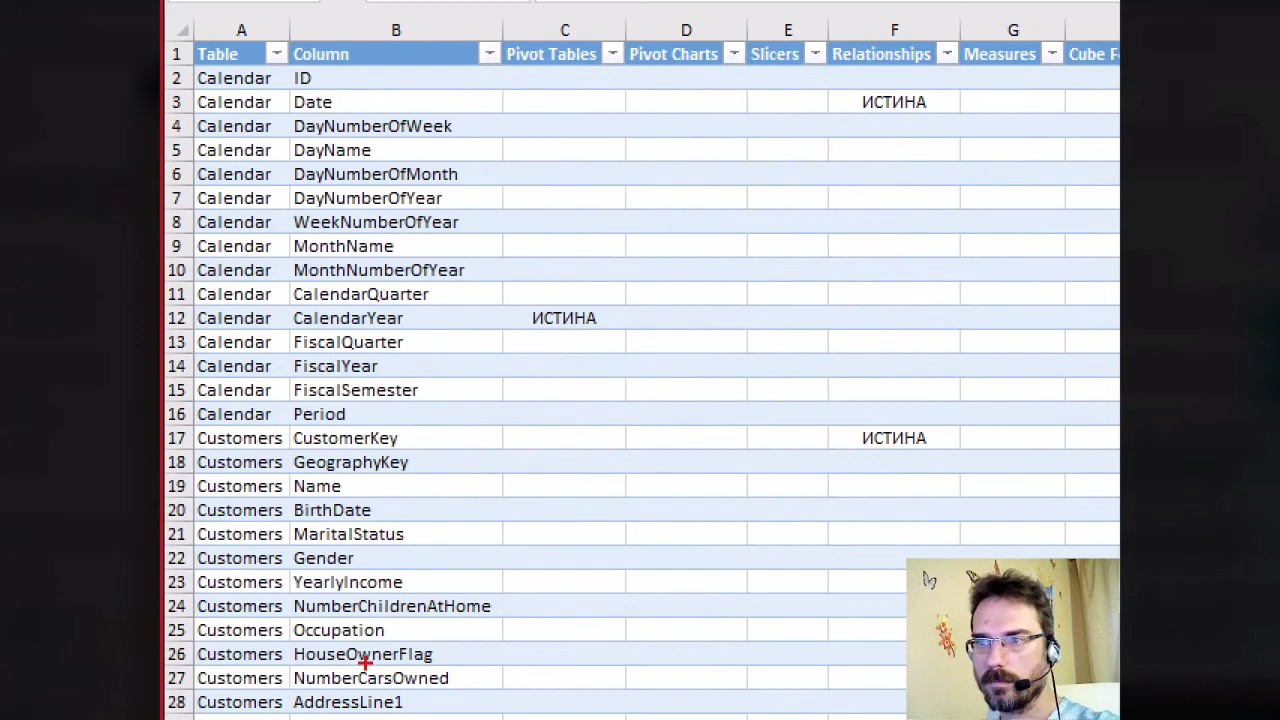 A B C D E F G
1 Table Column Pivot Tables Pivot Charts Slicers Relationships Measures Cube F
2 Calendar ID
3 Calendar Date ИСТИНА
4 Calendar DayNumberOfWeek
5 Calendar DayName
6 Calendar DayNumberOfMonth
7 Calendar DayNumberOfYear
8 Calendar WeekNumberOfYear
9 Calendar MonthName
10 Calendar MonthNumberOfYear
11 Calendar CalendarQuarter
12 Calendar CalendarYear ИСТИНА
13 Calendar FiscalQuarter
14 Calendar FiscalYear
15 Calendar FiscalSemester
16 Calendar Period
17 Customers CustomerKey ИСТИНА
18 Customers GeographyKey
19 Customers Name
20 Customers BirthDate
21 Customers MaritalStatus
22 Customers Gender
23 Customers YearlyIncome
24 Customers NumberChildrenAtHome
25 Customers Occupation
26 Customers HouseOwnerFlag
27 Customers NumberCarsOwned
28 Customers AddressLine1